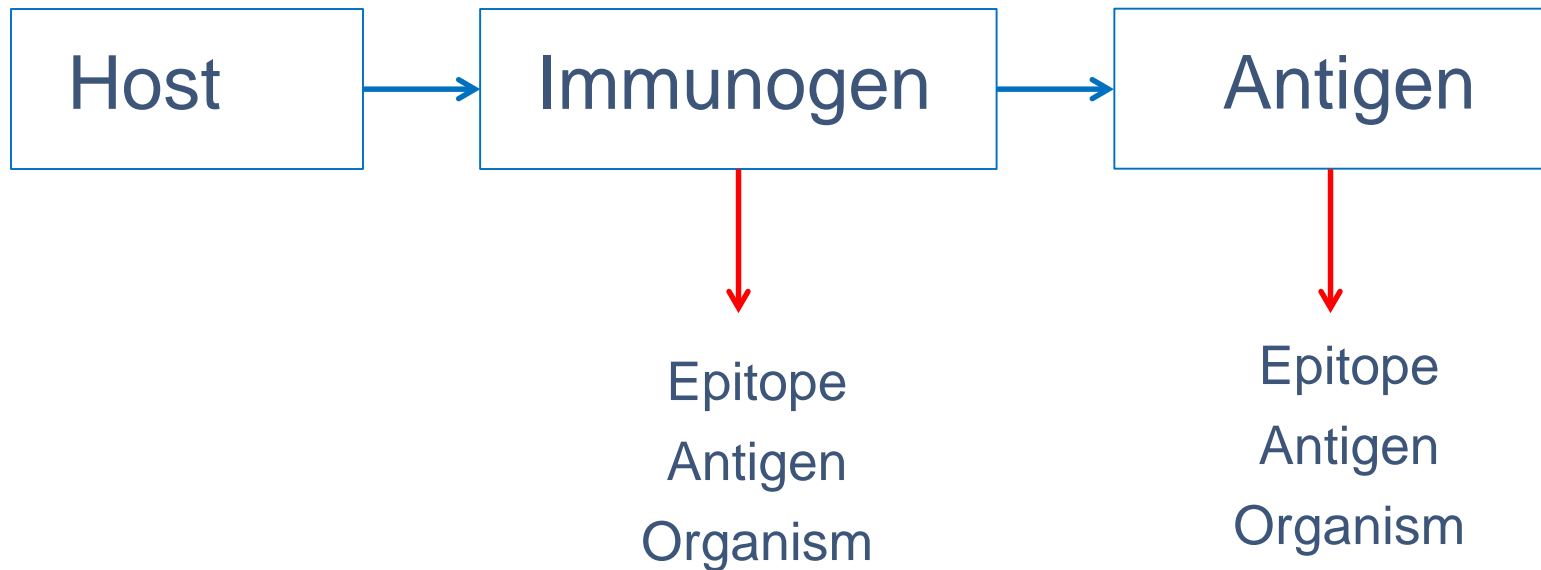 Host
Immunogen
Antigen
Epitope
Antigen
Organism
Epitope
Antigen
Organism